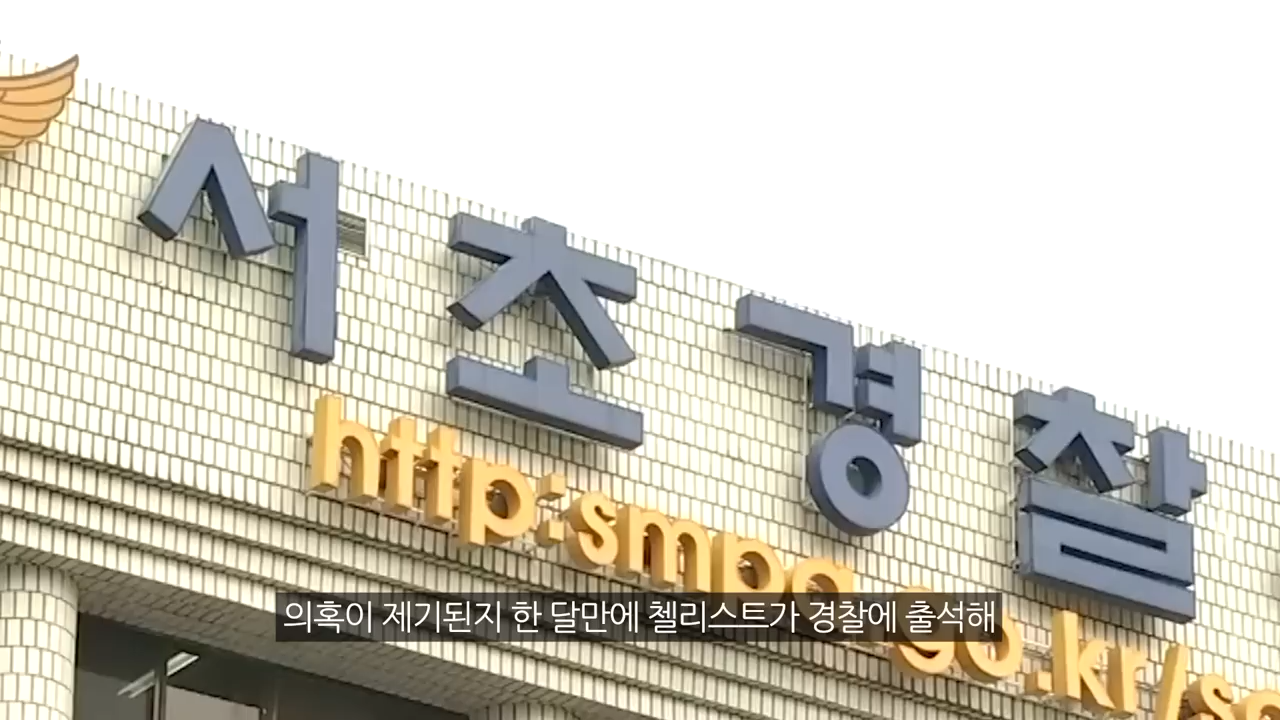 서초경찰
http:smpa.go.kr/s
의혹이 제기된지 한 달만에 첼리스트가 경찰에 출석해